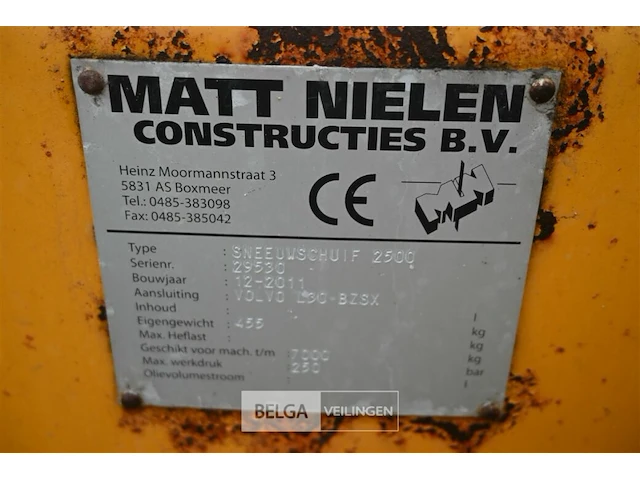 MATT NIELEN
CONSTRUCTIES B.V.
Heinz Moormannstraat 3
5831 AS Boxmeer
Tel.: 0485-383098
Fax: 0485-385042
CE
Type : SNEEUWSCHUIF 2500
Serienr. : 29530
Bouwjaar : 12-2011
Aansluiting : VOLVO L30-BZSX
Inhoud : l
Eigengewicht : 455 kg
Max. Heflast : kg
Geschikt voor mach. t/m : 7000 kg
Max. werkdruk : 250 bar
Olievolumestroom : l
BELGA VEILINGEN